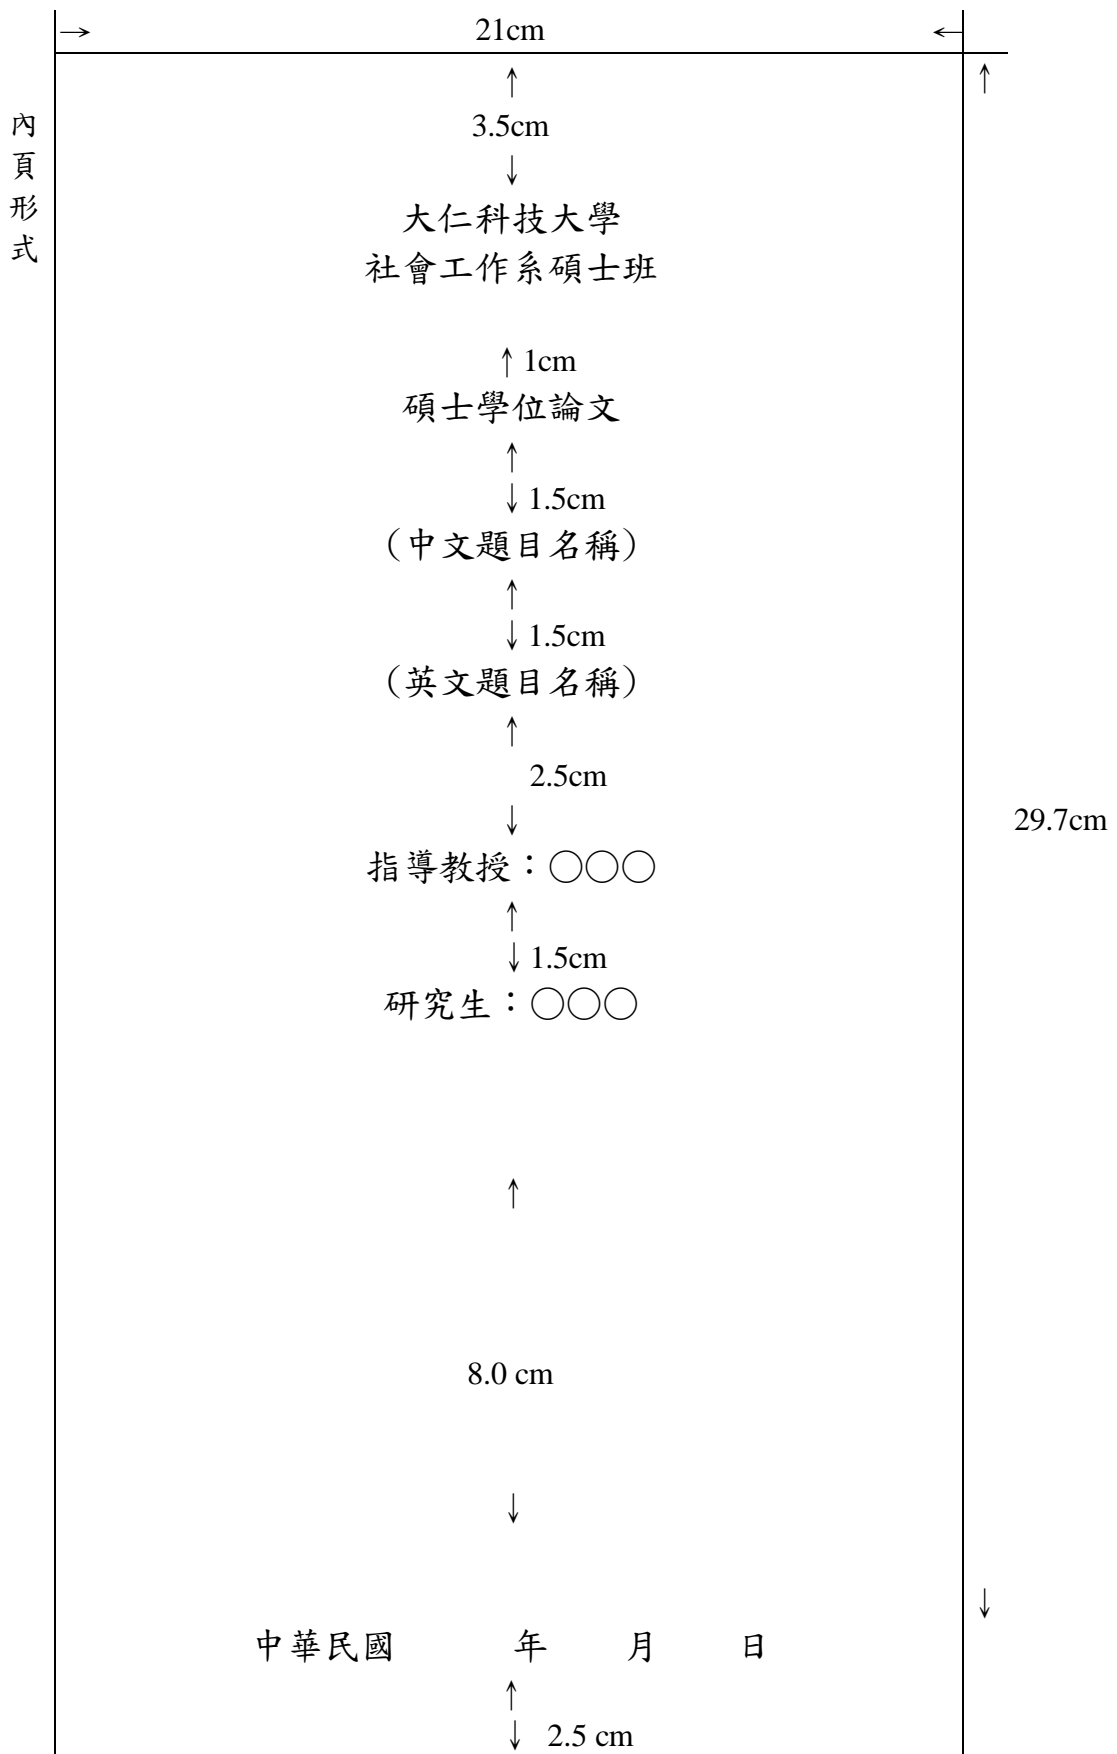 → 21cm ←
↑ ↑
內頁形式
3.5cm
↓
大仁科技大學
社會工作系碩士班
↑ 1cm
碩士學位論文
↑
↓ 1.5cm
（中文題目名稱）
↑
↓ 1.5cm
（英文題目名稱）
↑
2.5cm
↓
29.7cm
指導教授：○○○
↑
↓ 1.5cm
研究生：○○○
↑
8.0 cm
↓
↓
中華民國 年 月 日
↑
↓ 2.5 cm